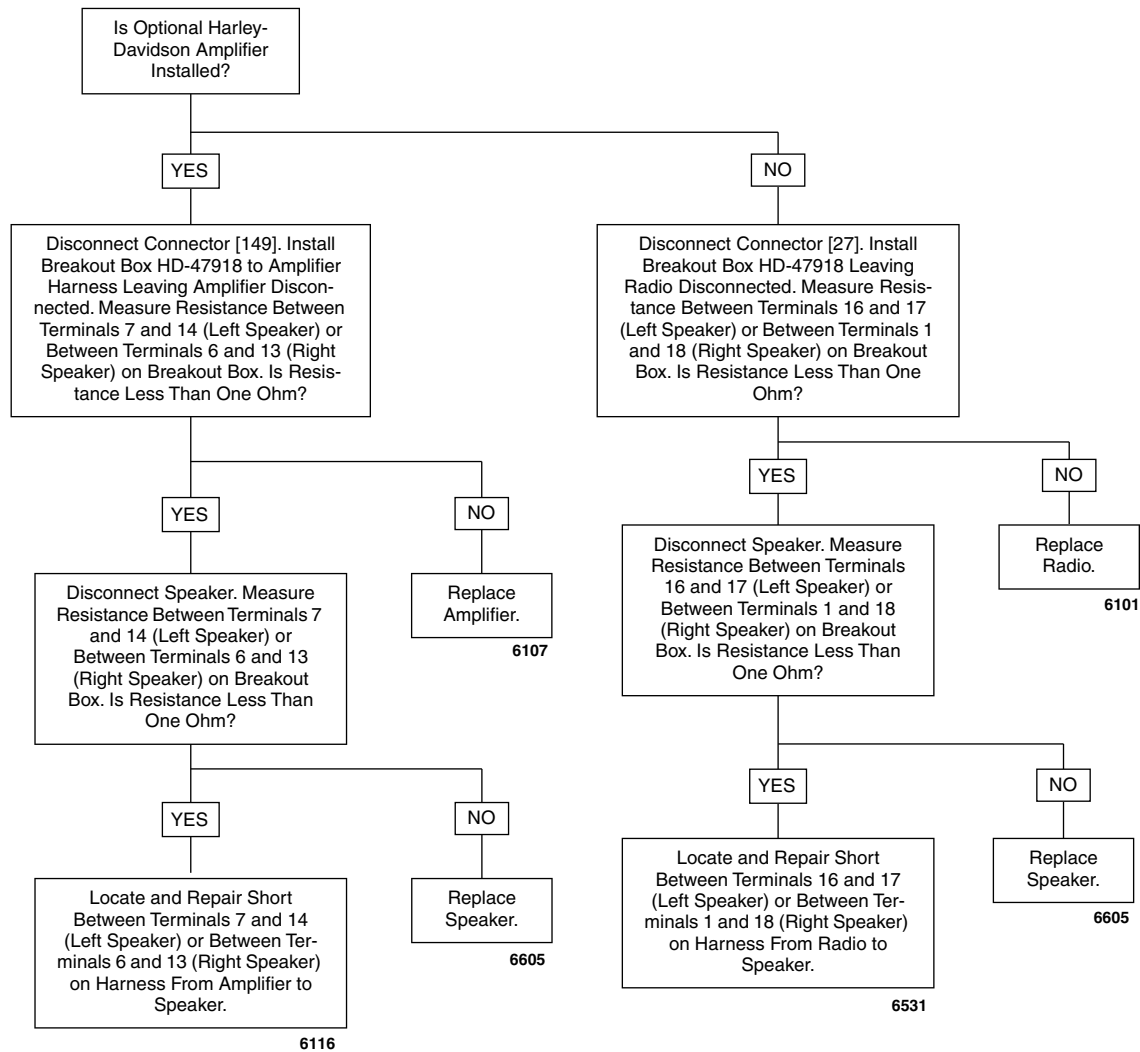 Is Optional Harley-
Davidson Amplifier
Installed?
YES
NO
Disconnect Connector [149]. Install
Breakout Box HD-47918 to Amplifier
Harness Leaving Amplifier Discon-
nected. Measure Resistance Between
Terminals 7 and 14 (Left Speaker) or
Between Terminals 6 and 13 (Right
Speaker) on Breakout Box. Is Resis-
tance Less Than One Ohm?
Disconnect Connector [27]. Install
Breakout Box HD-47918 Leaving
Radio Disconnected. Measure Resis-
tance Between Terminals 16 and 17
(Left Speaker) or Between Terminals 1
and 18 (Right Speaker) on Breakout
Box. Is Resistance Less Than One
Ohm?
YES
NO
YES
NO
Disconnect Speaker. Measure
Resistance Between Terminals 7
and 14 (Left Speaker) or
Between Terminals 6 and 13
(Right Speaker) on Breakout
Box. Is Resistance Less Than
One Ohm?
Replace
Amplifier.
6107
Disconnect Speaker. Measure
Resistance Between Terminals
16 and 17 (Left Speaker) or
Between Terminals 1 and 18
(Right Speaker) on Breakout
Box. Is Resistance Less Than
One Ohm?
Replace
Radio.
6101
YES
NO
YES
NO
Locate and Repair Short
Between Terminals 7 and 14
(Left Speaker) or Between Ter-
minals 6 and 13 (Right Speaker)
on Harness From Amplifier to
Speaker.
6116
Replace
Speaker.
6605
Locate and Repair Short
Between Terminals 16 and 17
(Left Speaker) or Between Ter-
minals 1 and 18 (Right Speaker)
on Harness From Radio to
Speaker.
6531
Replace
Speaker.
6605